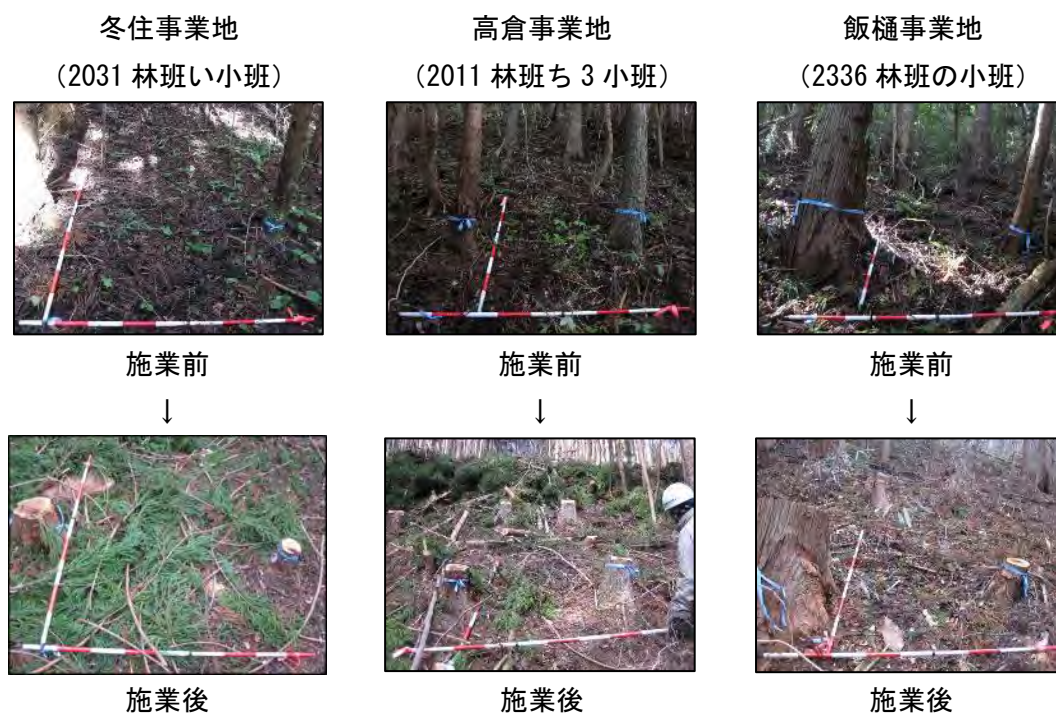 冬住事業地
（2031 林班い小班）
高倉事業地
（2011 林班ち 3 小班）
飯樋事業地
（2336 林班の小班）
施業前
施業前
施業前
↓
↓
↓
施業後
施業後
施業後